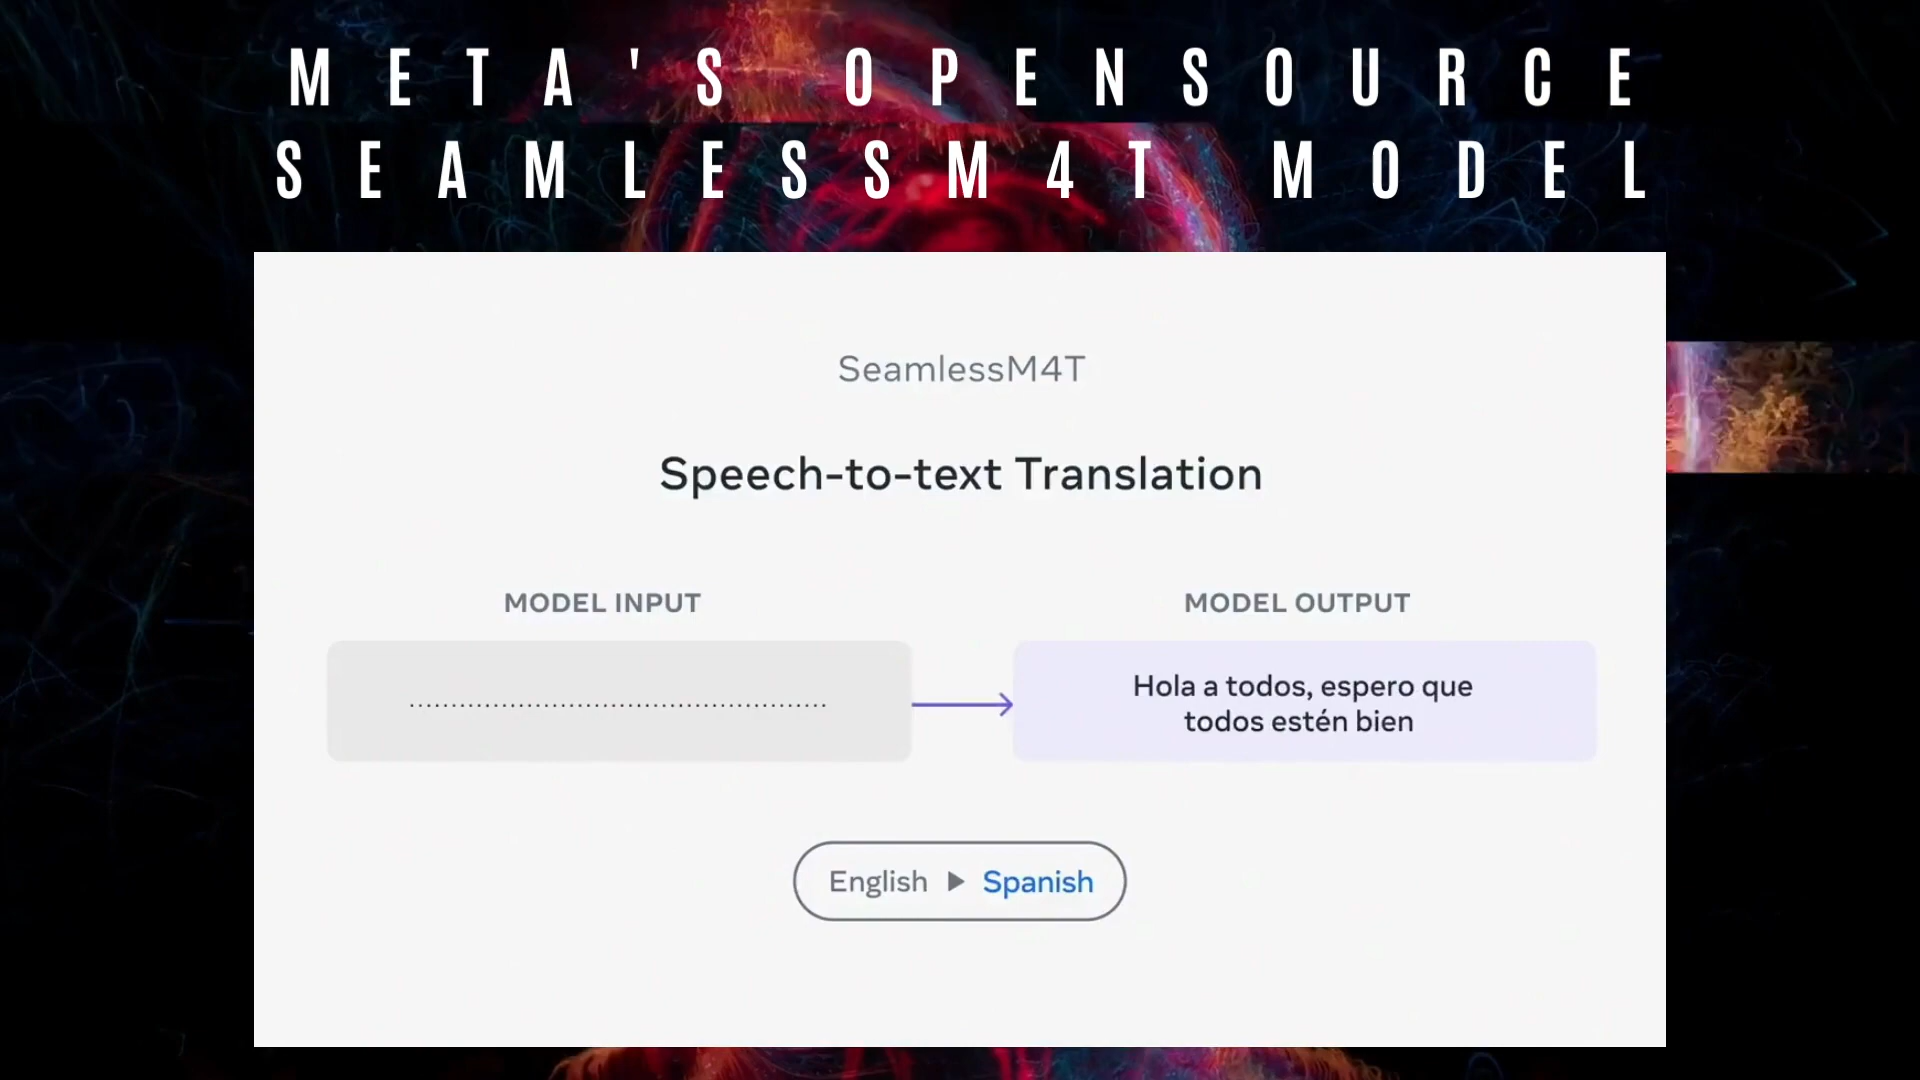 META'S OPENSOURCE
SEAMLESSM4T MODEL
SeamlessM4T
Speech-to-text Translation
MODEL INPUT
MODEL OUTPUT
Hola a todos, espero que
todos estén bien
English ▶ Spanish